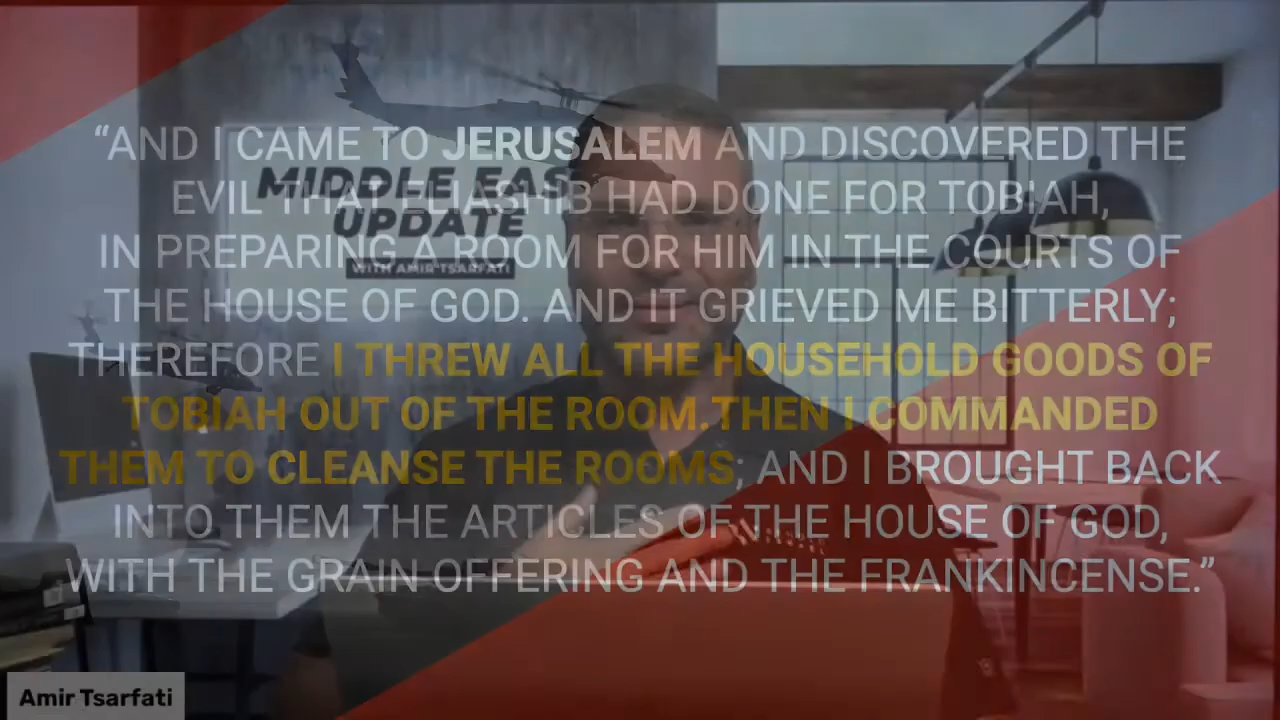 “AND I CAME TO JERUSALEM AND DISCOVERED THE
EVIL THAT ELIASHIB HAD DONE FOR TOBIAH,
IN PREPARING A ROOM FOR HIM IN THE COURTS OF
THE HOUSE OF GOD. AND IT GRIEVED ME BITTERLY;
THEREFORE I THREW ALL THE HOUSEHOLD GOODS OF
TOBIAH OUT OF THE ROOM.THEN I COMMANDED
THEM TO CLEANSE THE ROOMS; AND I BROUGHT BACK
INTO THEM THE ARTICLES OF THE HOUSE OF GOD,
WITH THE GRAIN OFFERING AND THE FRANKINCENSE.”
MIDDLE EAST
UPDATE
WITH AMIR TSARFATI
Amir Tsarfati